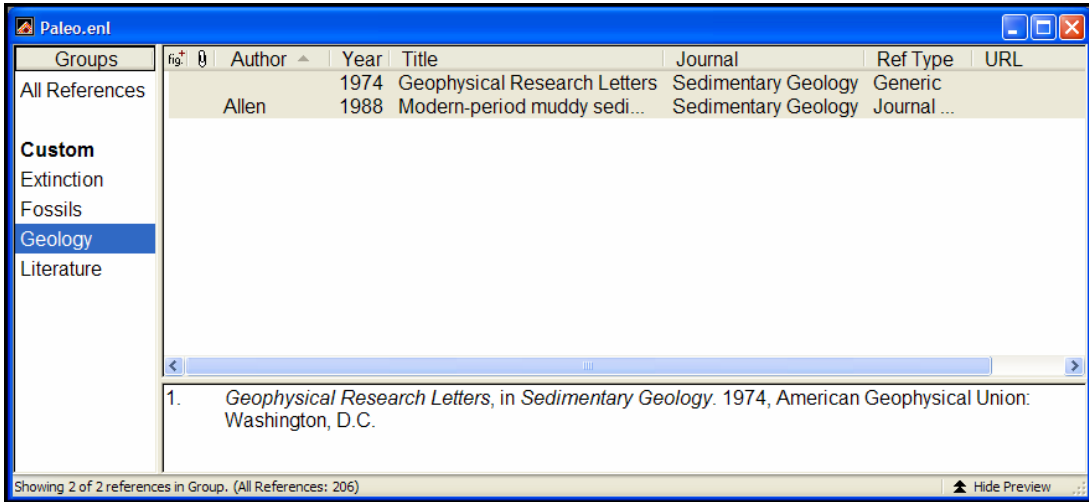 Paleo.enl
Groups
fig. Author Year Title Journal Ref Type URL
All References
1974 Geophysical Research Letters Sedimentary Geology Generic
Allen 1988 Modern-period muddy sedi... Sedimentary Geology Journal ...
Custom
Extinction
Fossils
Geology
Literature
1. Geophysical Research Letters, in Sedimentary Geology. 1974, American Geophysical Union:
Washington, D.C.
Showing 2 of 2 references in Group. (All References: 206) Hide Preview